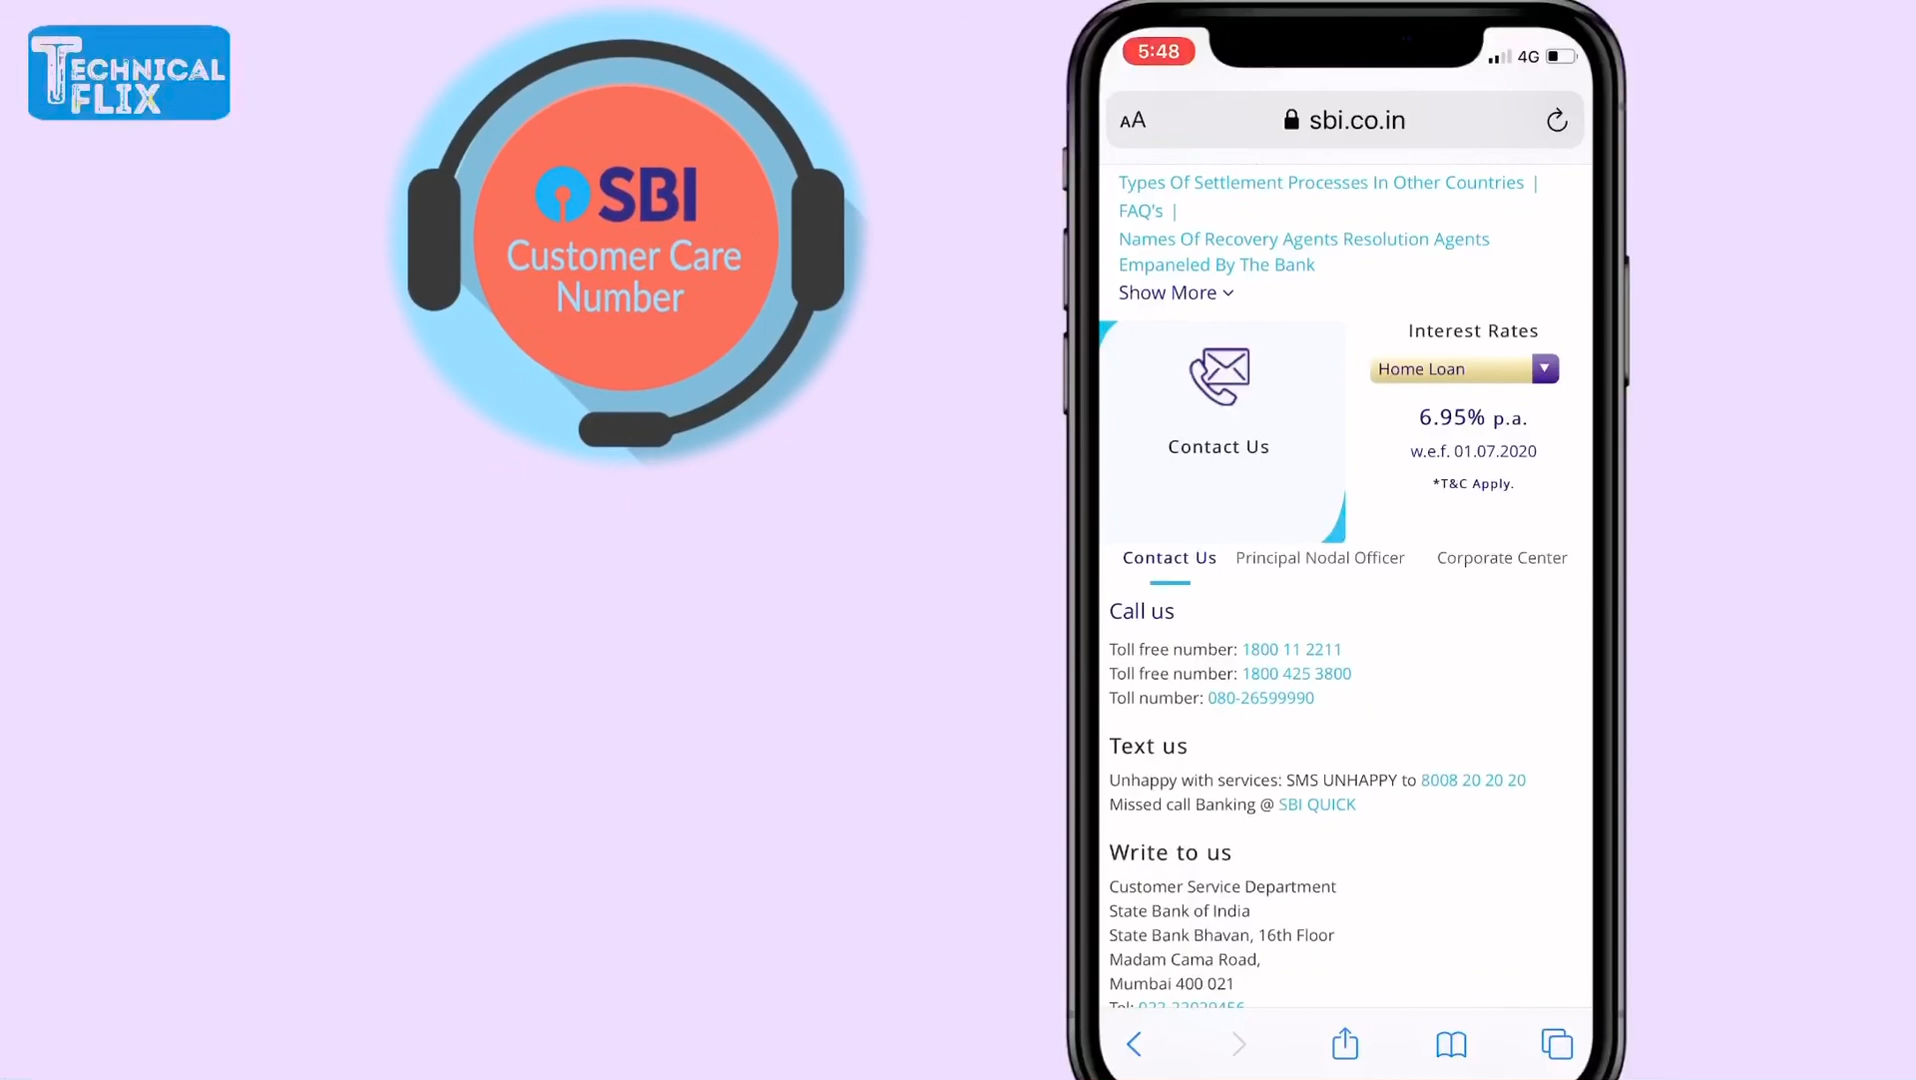 TECHNICAL
FLIX
SBI
Customer Care
Number
5:48
4G
AA
sbi.co.in
Types Of Settlement Processes In Other Countries |
FAQ's |
Names Of Recovery Agents Resolution Agents
Empaneled By The Bank
Show More
Contact Us
Interest Rates
Home Loan
6.95% p.a.
w.e.f. 01.07.2020
*T&C Apply.
Contact Us
Principal Nodal Officer
Corporate Center
Call us
Toll free number: 1800 11 2211
Toll free number: 1800 425 3800
Toll number: 080-26599990
Text us
Unhappy with services: SMS UNHAPPY to 8008 20 20 20
Missed call Banking @ SBI QUICK
Write to us
Customer Service Department
State Bank of India
State Bank Bhavan, 16th Floor
Madam Cama Road,
Mumbai 400 021
Tel: 022-22029456